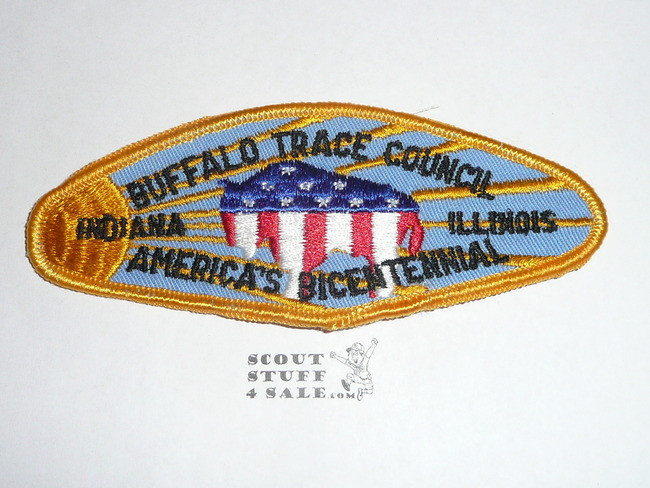 BUFFALO TRACE COUNCIL
INDIANA ILLINOIS
AMERICA'S BICENTENNIAL
SCOUT
STUFF
4 SALE.COM